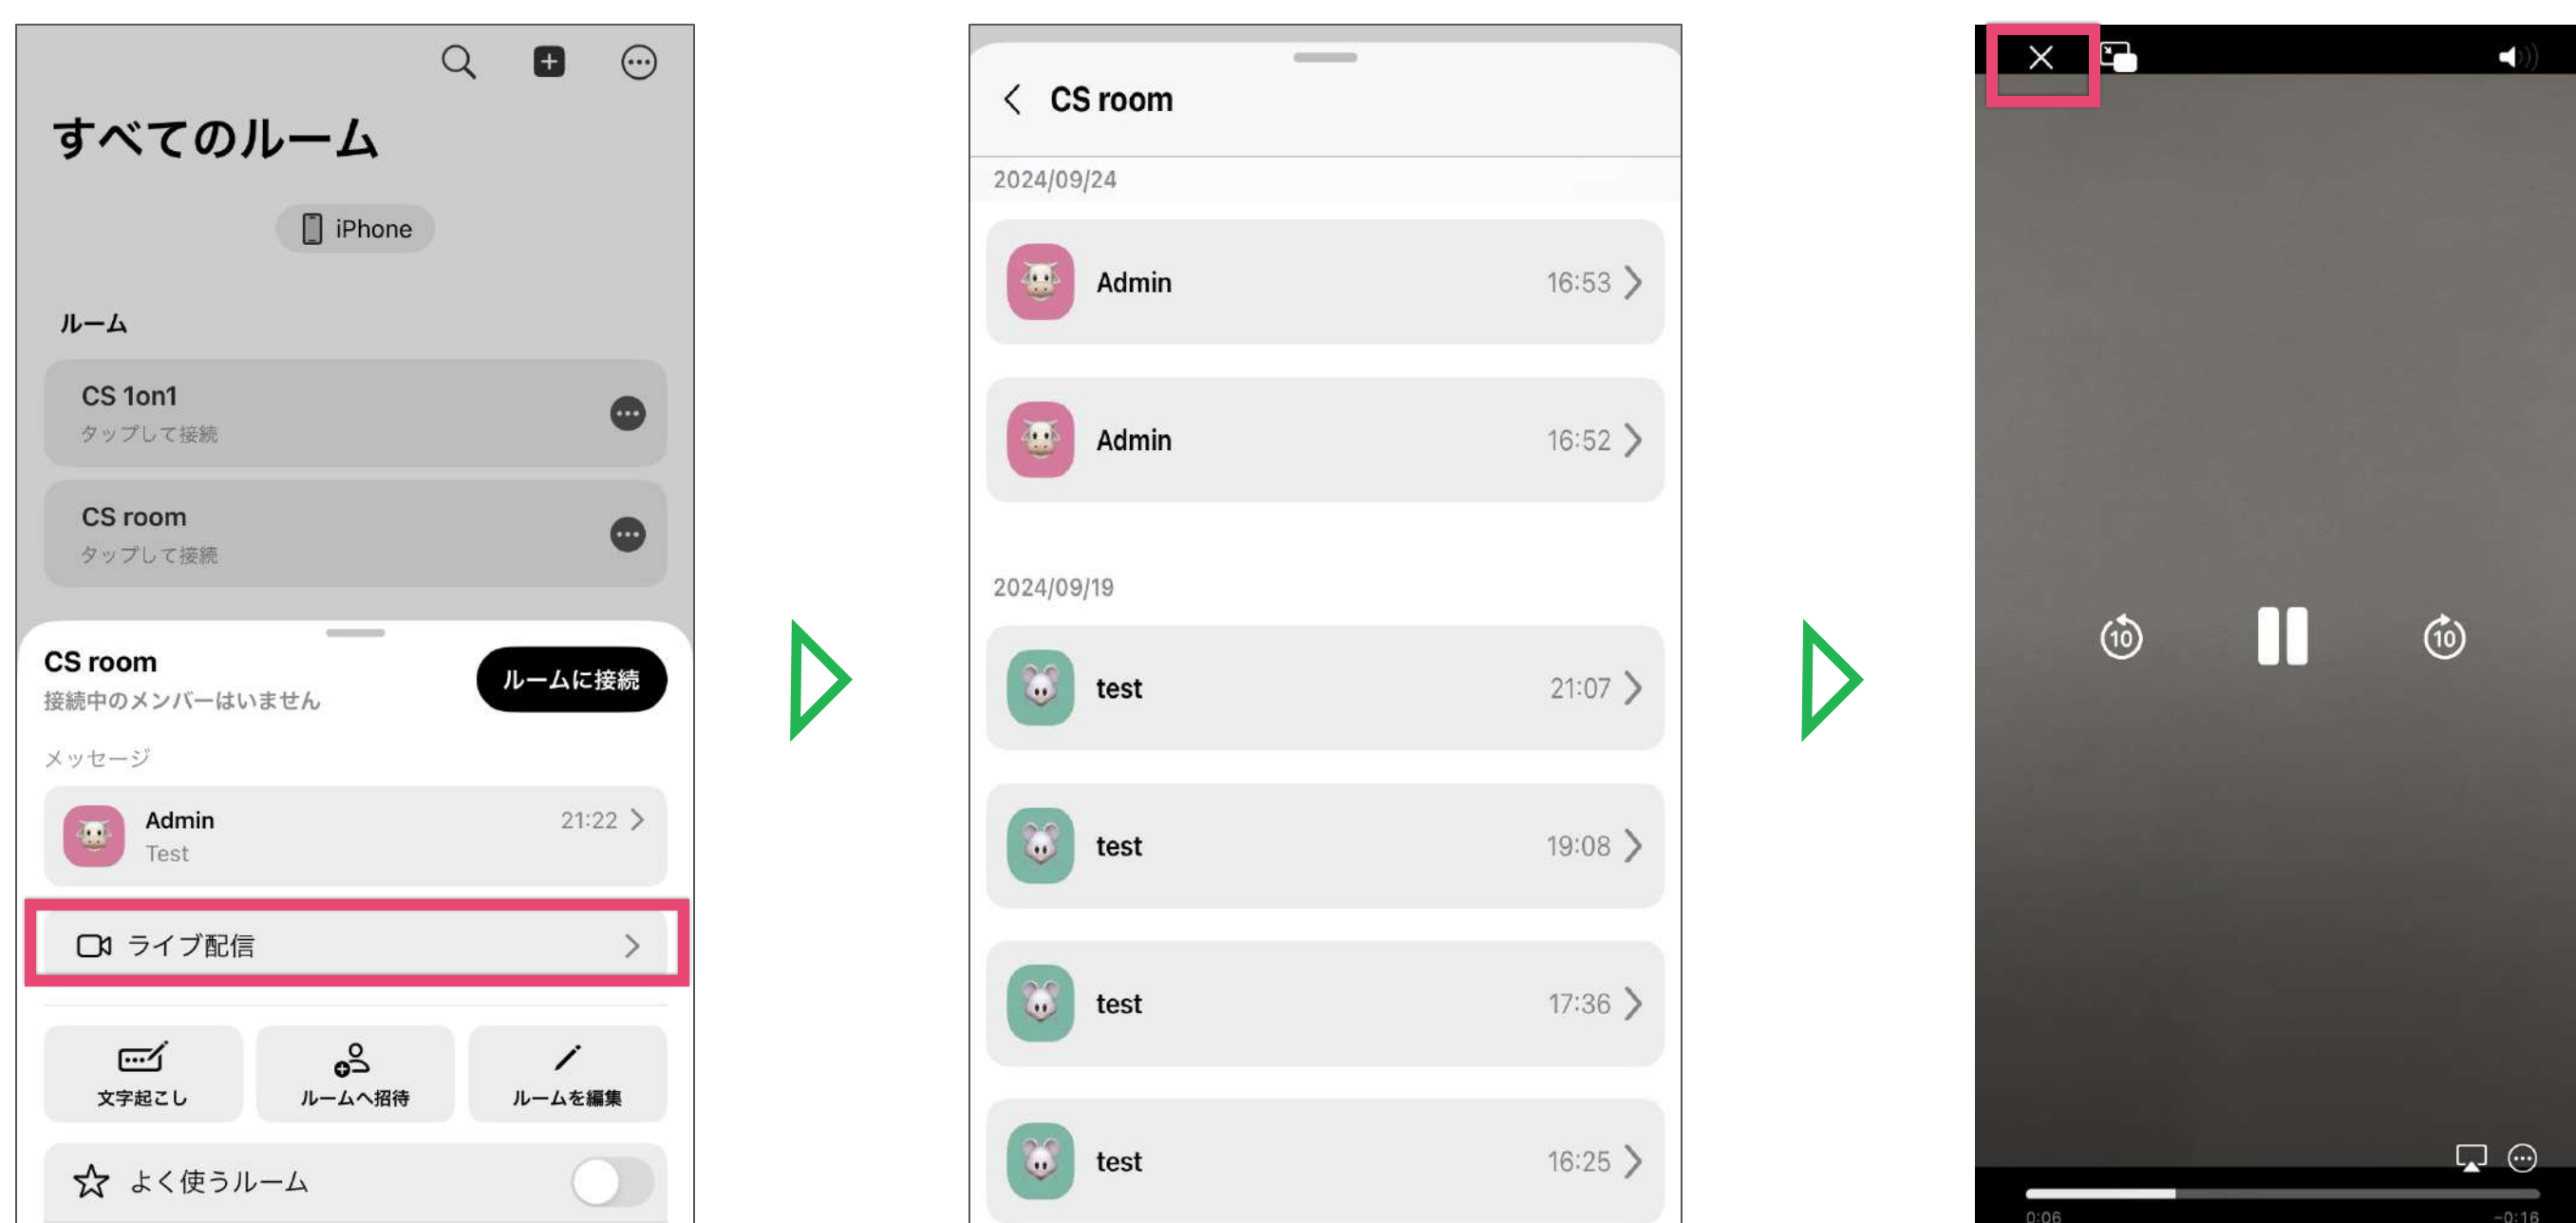 すべてのルーム
iPhone
ルーム
CS 1on1
タップして接続
CS room
タップして接続
CS room
接続中のメンバーはいません
ルームに接続
メッセージ
Admin
21:22
Test
ライブ配信
文字起こし
ルームへ招待
ルームを編集
よく使うルーム
CS room
2024/09/24
Admin
16:53
Admin
16:52
2024/09/19
test
21:07
test
19:08
test
17:36
test
16:25
10
10
0:06
-0:16